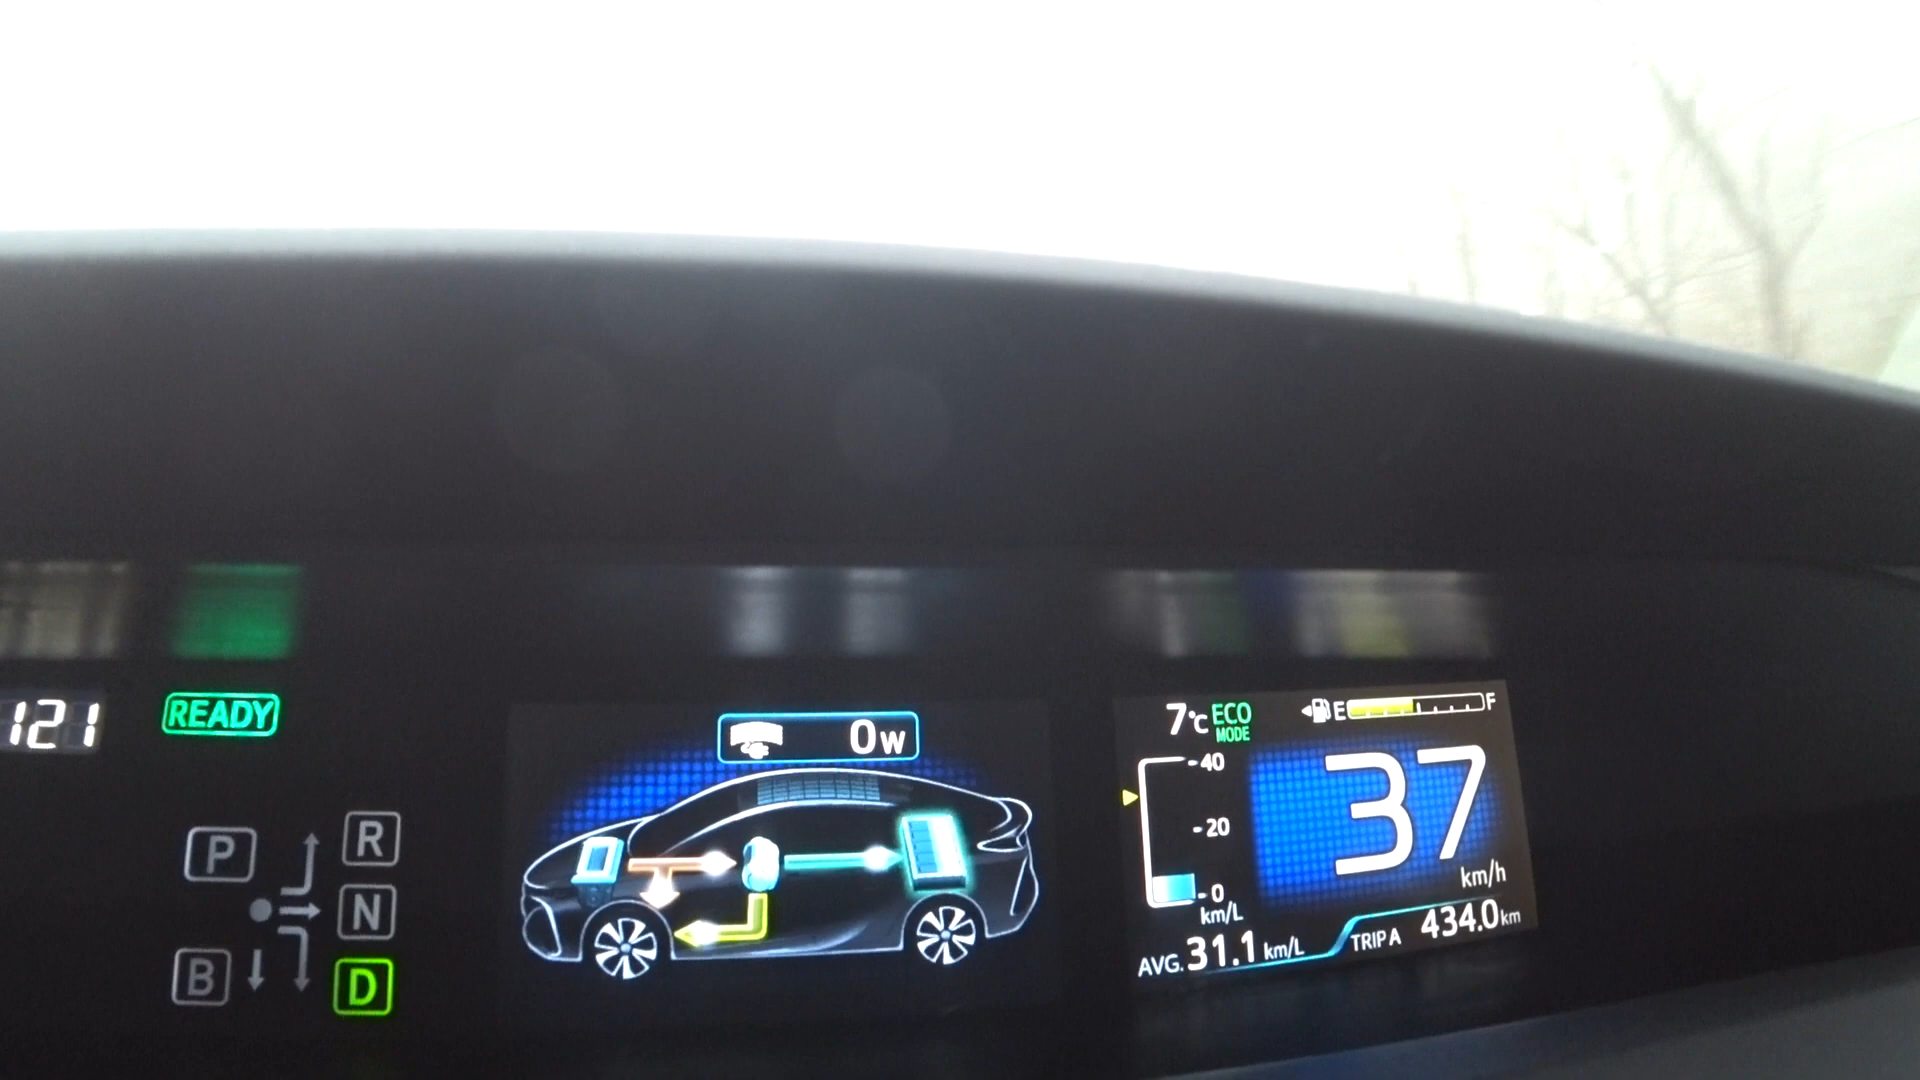 121
READY
P
R
N
B
D
0W
7°C ECO MODE
E
F
40
20
0
km/L
37
km/h
AVG. 31.1 km/L
TRIP A 434.0 km